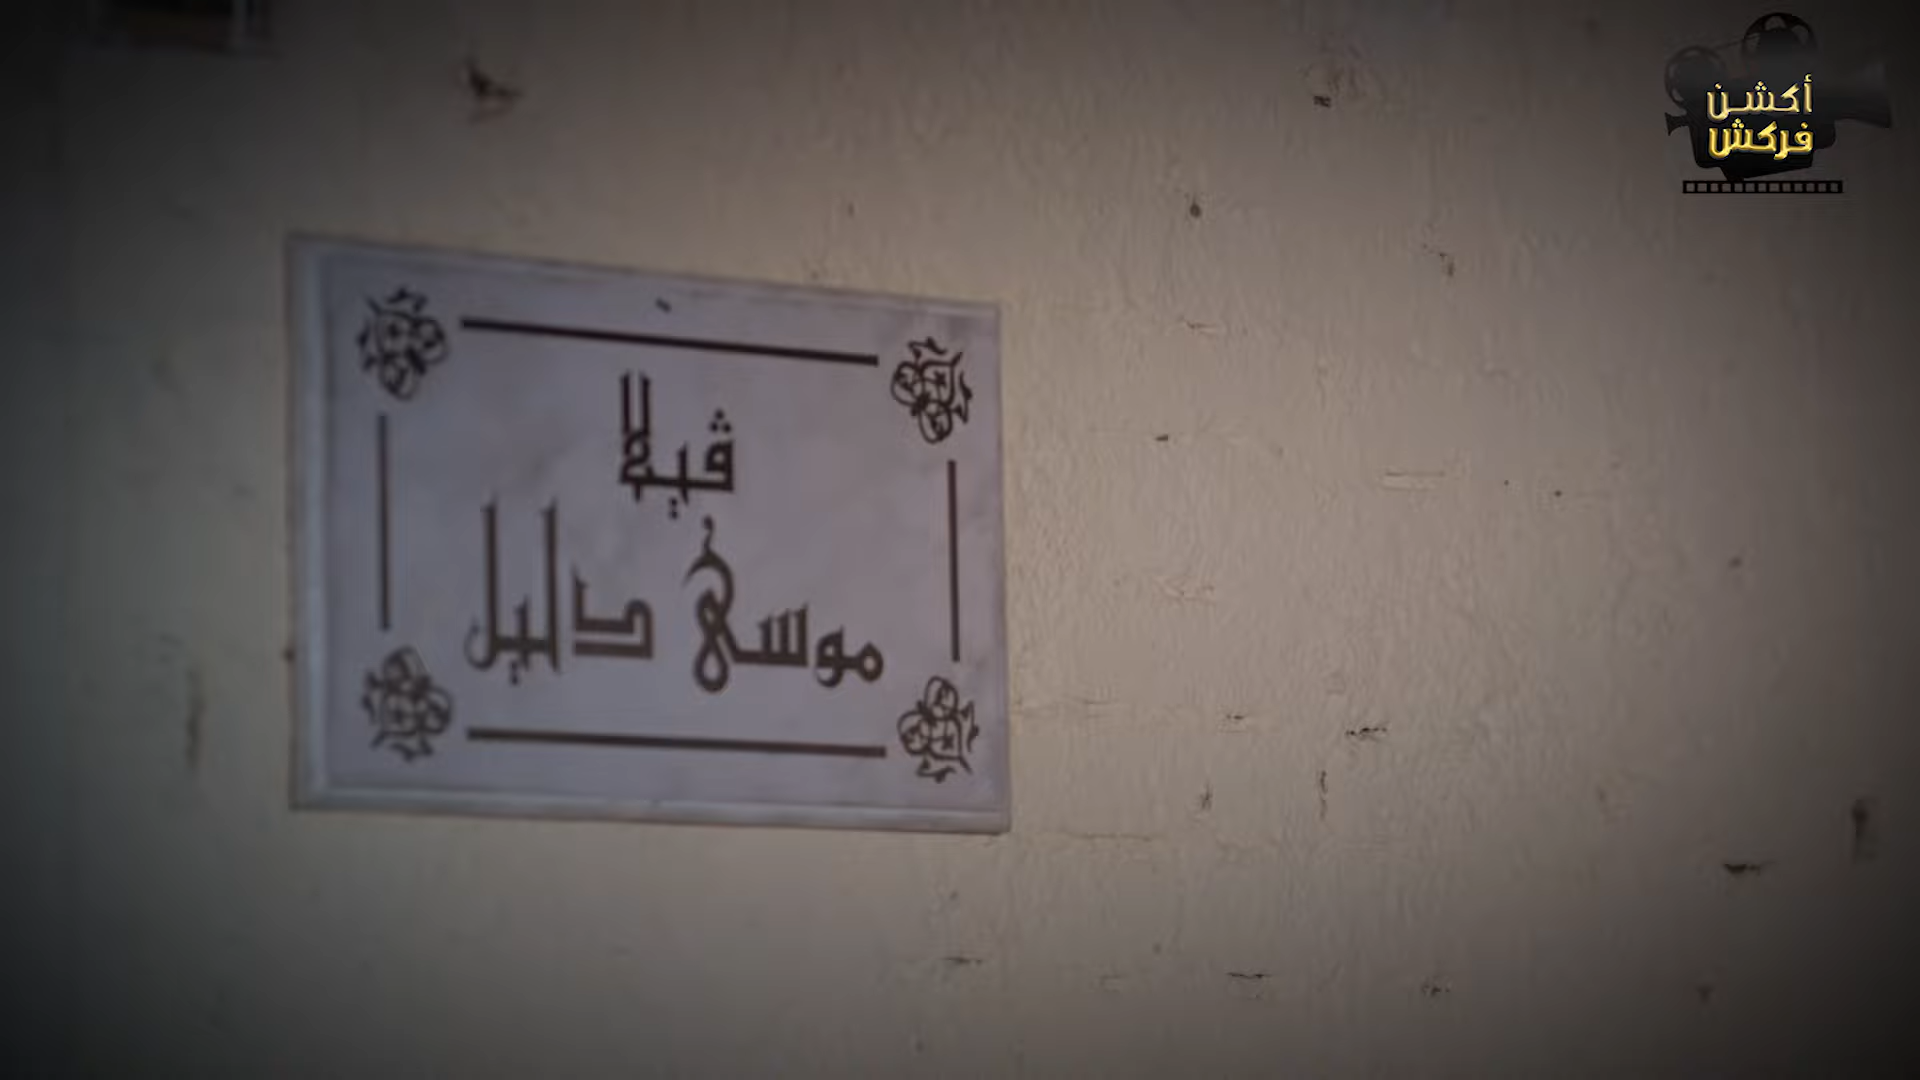 أكشن
فركش
ڤيلا
موسى دليل